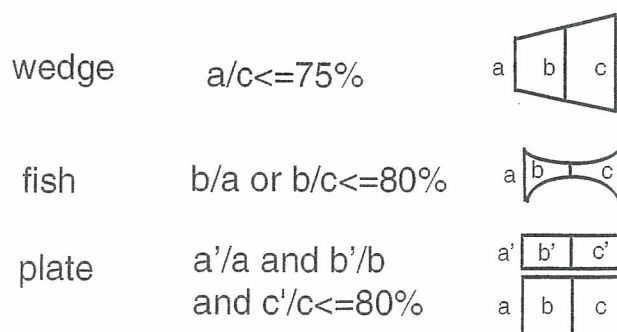 wedge a/c<=75% a b c
fish b/a or b/c<=80% a b c
plate a’/a and b’/b a’ b’ c’
and c'/c<=80% a b c